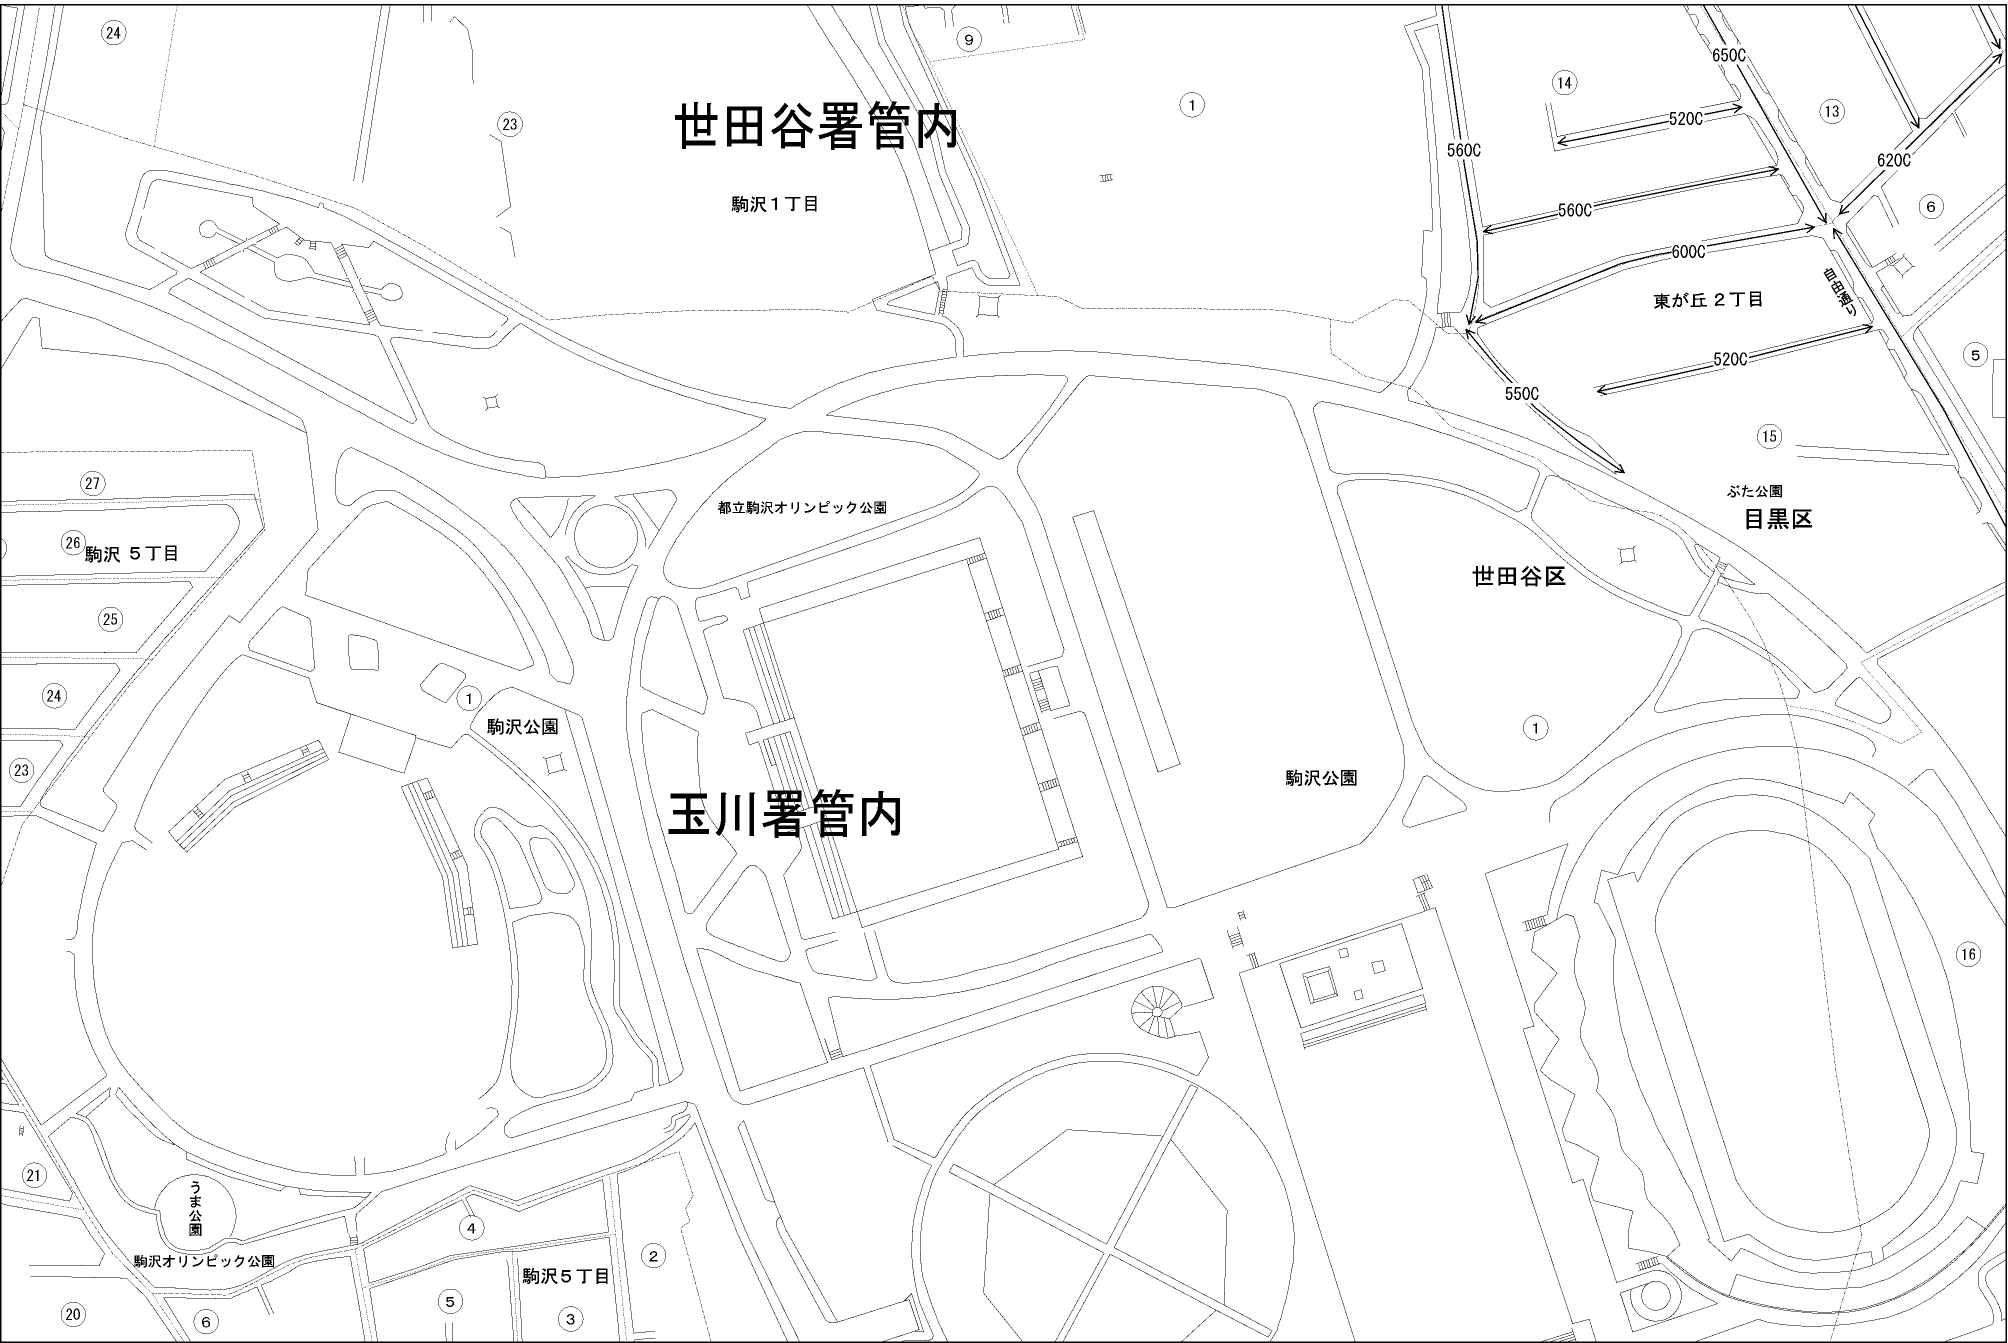 24
9
650C
14
1
13
520C
23
世田谷署管内
560C
620C
駒沢1丁目
560C
6
600C
自由通り
東が丘2丁目
5
520C
550C
15
27
ぶた公園
都立駒沢オリンピック公園
目黒区
26
駒沢 5丁目
世田谷区
25
24
1
駒沢公園
1
23
駒沢公園
玉川署管内
16
21
うま公園
4
駒沢オリンピック公園
2
駒沢5丁目
5
20
6
3